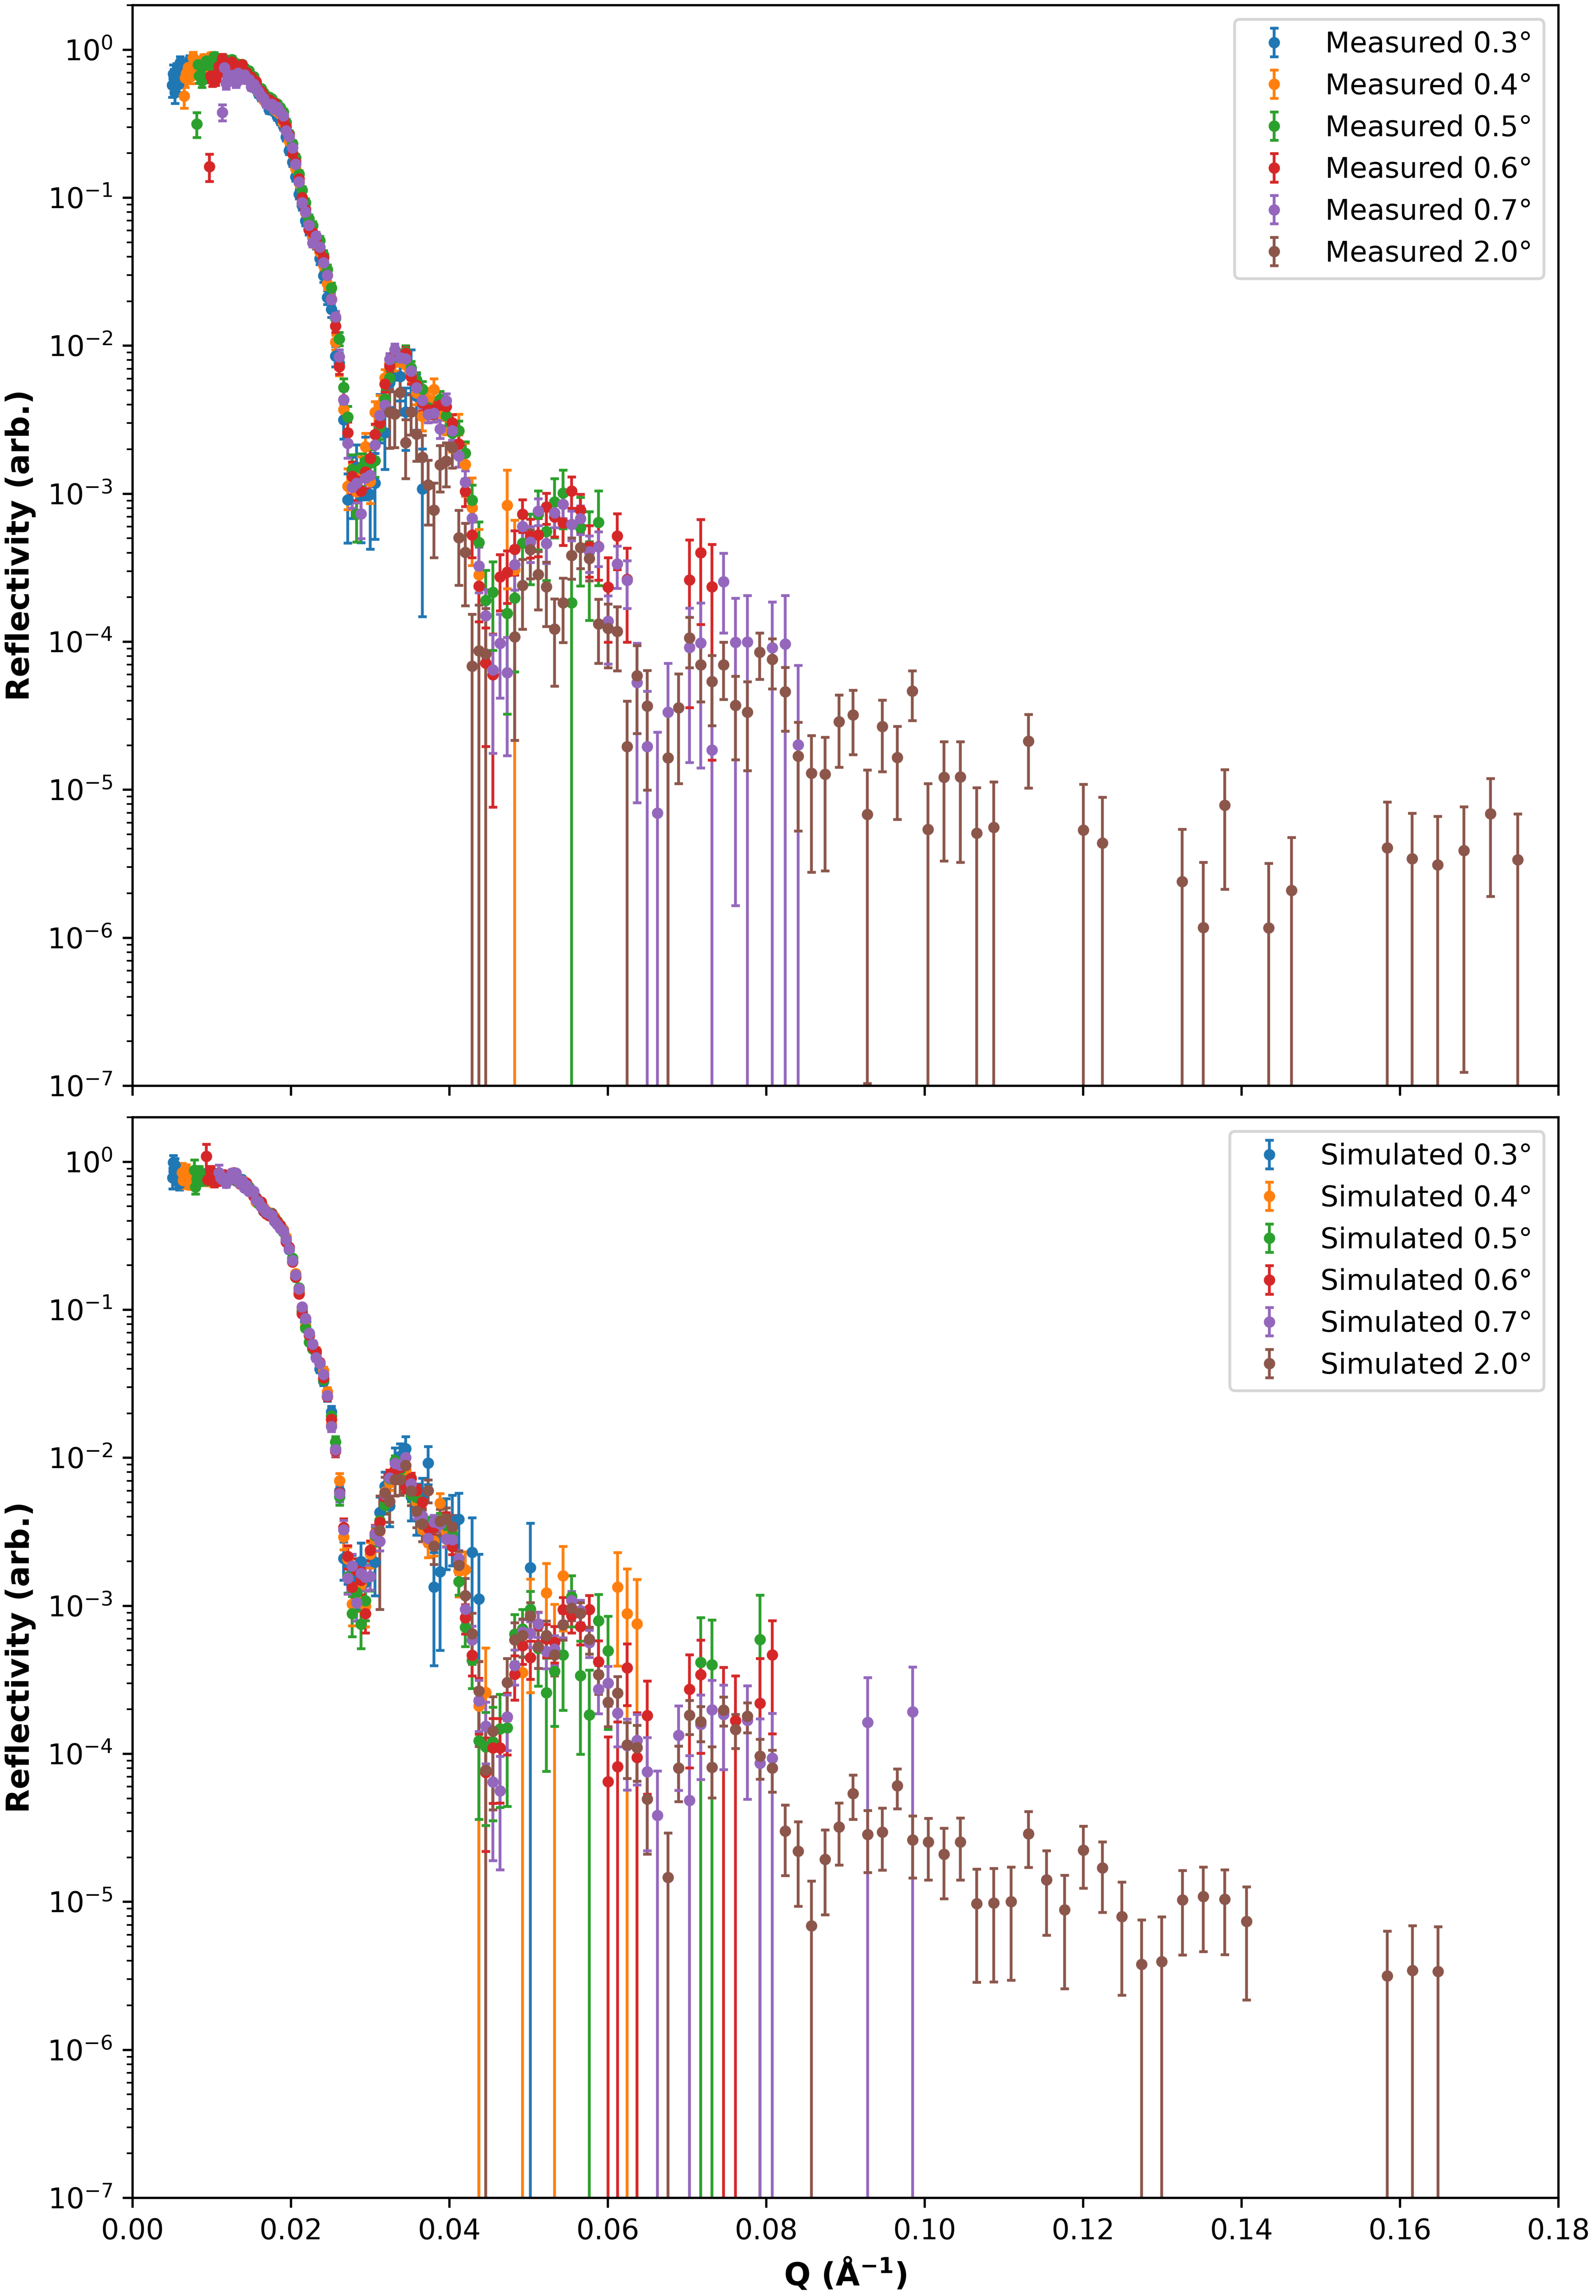 10⁰
10⁻¹
10⁻²
10⁻³
10⁻⁴
10⁻⁵
10⁻⁶
10⁻⁷
Reflectivity (arb.)
Measured 0.3°
Measured 0.4°
Measured 0.5°
Measured 0.6°
Measured 0.7°
Measured 2.0°
10⁰
10⁻¹
10⁻²
10⁻³
10⁻⁴
10⁻⁵
10⁻⁶
10⁻⁷
Reflectivity (arb.)
Simulated 0.3°
Simulated 0.4°
Simulated 0.5°
Simulated 0.6°
Simulated 0.7°
Simulated 2.0°
0.00 0.02 0.04 0.06 0.08 0.10 0.12 0.14 0.16 0.18
Q (Å⁻¹)